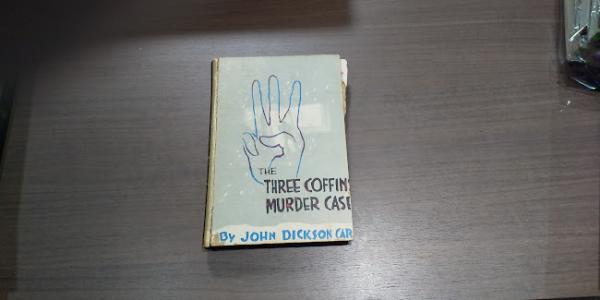 THE
THREE COFFINS
MURDER CASE
BY JOHN DICKSON CAR